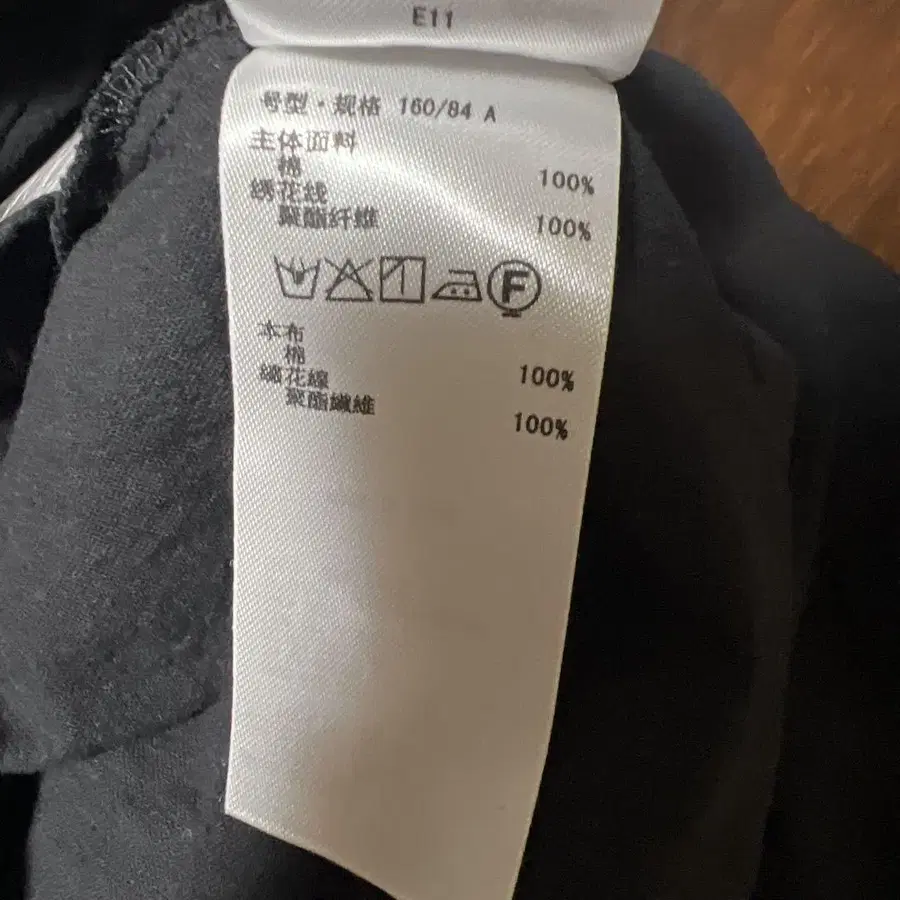 E11
号型・规格 160/84 A
主体面料
棉 100%
绣花线
聚酯纤维 100%
F
本布
棉 100%
繡花線
聚酯纖維 100%